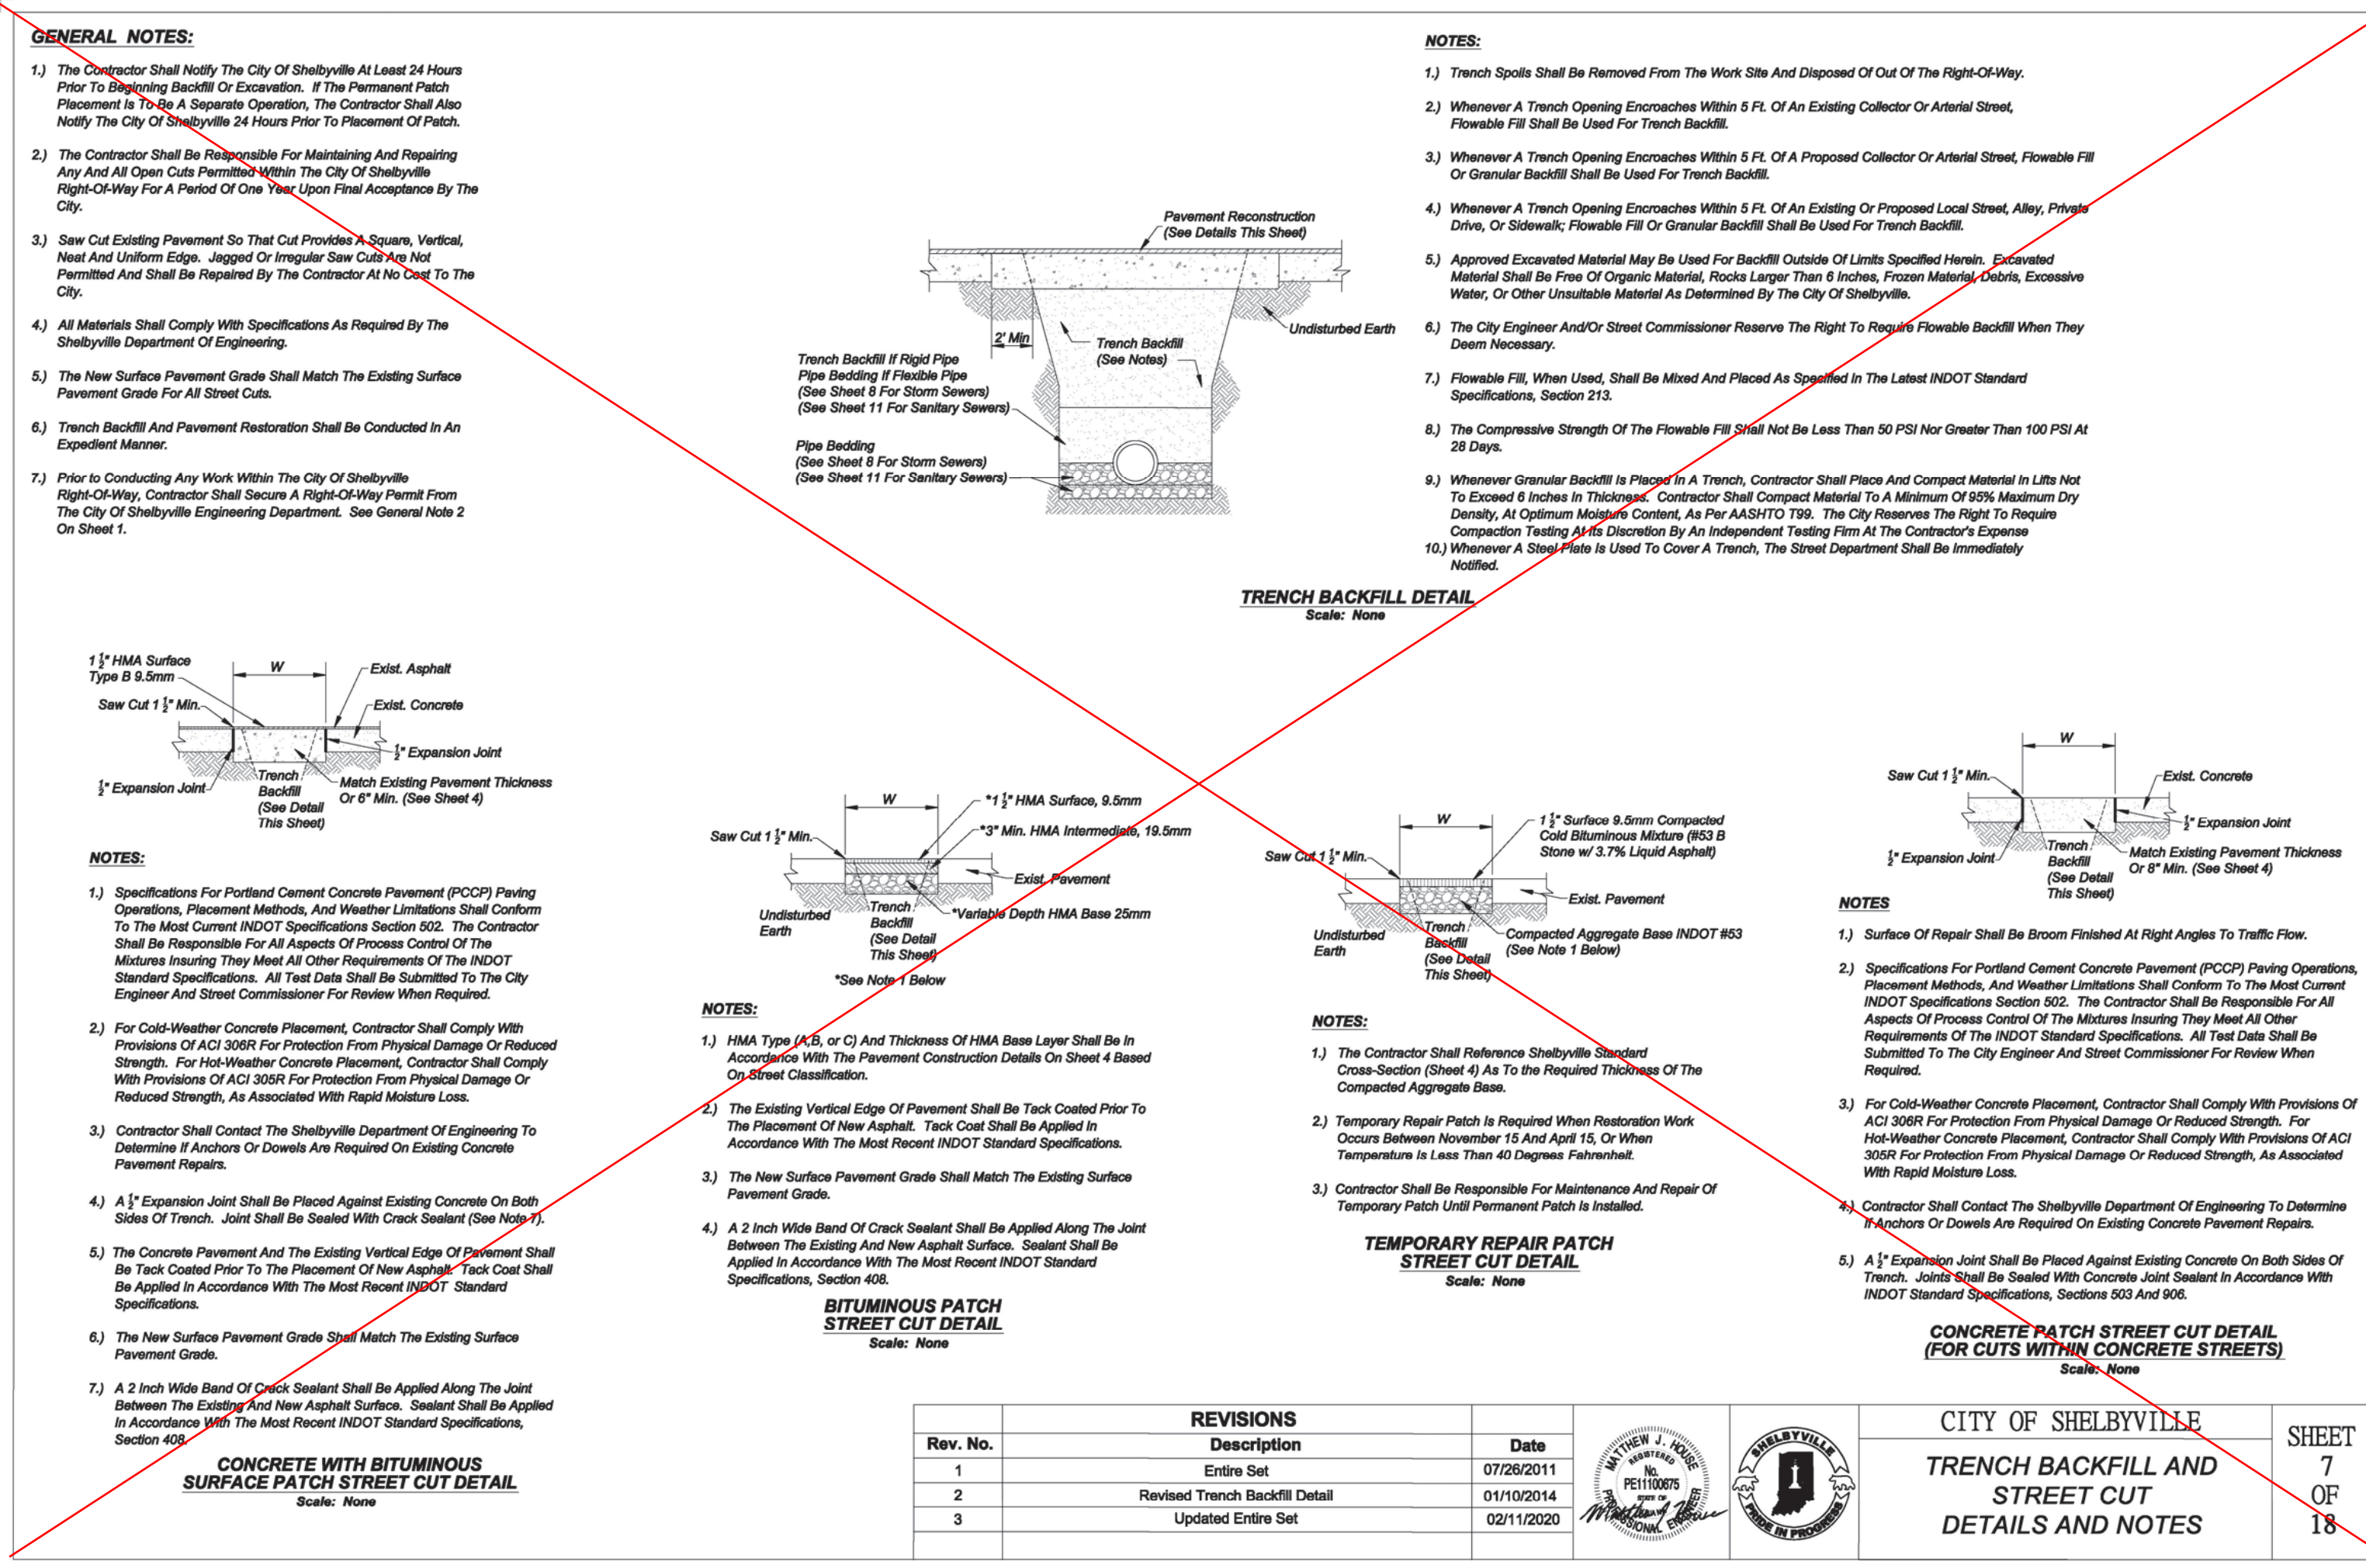 GENERAL NOTES:
1.) The Contractor Shall Notify The City Of Shelbyville At Least 24 Hours
Prior To Beginning Backfill Or Excavation. If The Permanent Patch
Placement Is To Be A Separate Operation, The Contractor Shall Also
Notify The City Of Shelbyville 24 Hours Prior To Placement Of Patch.
2.) The Contractor Shall Be Responsible For Maintaining And Repairing
Any And All Open Cuts Permitted Within The City Of Shelbyville
Right-Of-Way For A Period Of One Year Upon Final Acceptance By The
City.
3.) Saw Cut Existing Pavement So That Cut Provides A Square, Vertical,
Neat And Uniform Edge. Jagged Or Irregular Saw Cuts Are Not
Permitted And Shall Be Repaired By The Contractor At No Cost To The
City.
4.) All Materials Shall Comply With Specifications As Required By The
Shelbyville Department Of Engineering.
5.) The New Surface Pavement Grade Shall Match The Existing Surface
Pavement Grade For All Street Cuts.
6.) Trench Backfill And Pavement Restoration Shall Be Conducted In An
Expedient Manner.
7.) Prior to Conducting Any Work Within The City Of Shelbyville
Right-Of-Way, Contractor Shall Secure A Right-Of-Way Permit From
The City Of Shelbyville Engineering Department. See General Note 2
On Sheet 1.
Pavement Reconstruction
(See Details This Sheet)
Undisturbed Earth
2' Min
Trench Backfill
(See Notes)
Trench Backfill If Rigid Pipe
Pipe Bedding If Flexible Pipe
(See Sheet 8 For Storm Sewers)
(See Sheet 11 For Sanitary Sewers)
Pipe Bedding
(See Sheet 8 For Storm Sewers)
(See Sheet 11 For Sanitary Sewers)
NOTES:
1.) Trench Spoils Shall Be Removed From The Work Site And Disposed Of Out Of The Right-Of-Way.
2.) Whenever A Trench Opening Encroaches Within 5 Ft. Of An Existing Collector Or Arterial Street,
Flowable Fill Shall Be Used For Trench Backfill.
3.) Whenever A Trench Opening Encroaches Within 5 Ft. Of A Proposed Collector Or Arterial Street, Flowable Fill
Or Granular Backfill Shall Be Used For Trench Backfill.
4.) Whenever A Trench Opening Encroaches Within 5 Ft. Of An Existing Or Proposed Local Street, Alley, Private
Drive, Or Sidewalk; Flowable Fill Or Granular Backfill Shall Be Used For Trench Backfill.
5.) Approved Excavated Material May Be Used For Backfill Outside Of Limits Specified Herein. Excavated
Material Shall Be Free Of Organic Material, Rocks Larger Than 6 Inches, Frozen Material, Debris, Excessive
Water, Or Other Unsuitable Material As Determined By The City Of Shelbyville.
6.) The City Engineer And/Or Street Commissioner Reserve The Right To Require Flowable Backfill When They
Deem Necessary.
7.) Flowable Fill, When Used, Shall Be Mixed And Placed As Specified In The Latest INDOT Standard
Specifications, Section 213.
8.) The Compressive Strength Of The Flowable Fill Shall Not Be Less Than 50 PSI Nor Greater Than 100 PSI At
28 Days.
9.) Whenever Granular Backfill Is Placed In A Trench, Contractor Shall Place And Compact Material In Lifts Not
To Exceed 6 Inches In Thickness. Contractor Shall Compact Material To A Minimum Of 95% Maximum Dry
Density, At Optimum Moisture Content, As Per AASHTO T99. The City Reserves The Right To Require
Compaction Testing At Its Discretion By An Independent Testing Firm At The Contractor's Expense
10.) Whenever A Steel Plate Is Used To Cover A Trench, The Street Department Shall Be Immediately
Notified.
TRENCH BACKFILL DETAIL
Scale: None
1 1/2" HMA Surface
Type B 9.5mm
W
Exist. Asphalt
Saw Cut 1 1/2" Min.
Exist. Concrete
1/2" Expansion Joint
1/2" Expansion Joint
Trench
Backfill
(See Detail
This Sheet)
Match Existing Pavement Thickness
Or 6" Min. (See Sheet 4)
NOTES:
1.) Specifications For Portland Cement Concrete Pavement (PCCP) Paving
Operations, Placement Methods, And Weather Limitations Shall Conform
To The Most Current INDOT Specifications Section 502. The Contractor
Shall Be Responsible For All Aspects Of Process Control Of The
Mixtures Insuring They Meet All Other Requirements Of The INDOT
Standard Specifications. All Test Data Shall Be Submitted To The City
Engineer And Street Commissioner For Review When Required.
2.) For Cold-Weather Concrete Placement, Contractor Shall Comply With
Provisions Of ACI 306R For Protection From Physical Damage Or Reduced
Strength. For Hot-Weather Concrete Placement, Contractor Shall Comply
With Provisions Of ACI 305R For Protection From Physical Damage Or
Reduced Strength, As Associated With Rapid Moisture Loss.
3.) Contractor Shall Contact The Shelbyville Department Of Engineering To
Determine If Anchors Or Dowels Are Required On Existing Concrete
Pavement Repairs.
4.) A 1/2" Expansion Joint Shall Be Placed Against Existing Concrete On Both
Sides Of Trench. Joint Shall Be Sealed With Crack Sealant (See Note 7).
5.) The Concrete Pavement And The Existing Vertical Edge Of Pavement Shall
Be Tack Coated Prior To The Placement Of New Asphalt. Tack Coat Shall
Be Applied In Accordance With The Most Recent INDOT Standard
Specifications.
6.) The New Surface Pavement Grade Shall Match The Existing Surface
Pavement Grade.
7.) A 2 Inch Wide Band Of Crack Sealant Shall Be Applied Along The Joint
Between The Existing And New Asphalt Surface. Sealant Shall Be Applied
In Accordance With The Most Recent INDOT Standard Specifications,
Section 408.
CONCRETE WITH BITUMINOUS
SURFACE PATCH STREET CUT DETAIL
Scale: None
W
*1 1/2" HMA Surface, 9.5mm
Saw Cut 1 1/2" Min.
*3" Min. HMA Intermediate, 19.5mm
Exist. Pavement
Undisturbed
Earth
Trench
Backfill
(See Detail
This Sheet)
*Variable Depth HMA Base 25mm
*See Note 1 Below
NOTES:
1.) HMA Type (A,B, or C) And Thickness Of HMA Base Layer Shall Be In
Accordance With The Pavement Construction Details On Sheet 4 Based
On Street Classification.
2.) The Existing Vertical Edge Of Pavement Shall Be Tack Coated Prior To
The Placement Of New Asphalt. Tack Coat Shall Be Applied In
Accordance With The Most Recent INDOT Standard Specifications.
3.) The New Surface Pavement Grade Shall Match The Existing Surface
Pavement Grade.
4.) A 2 Inch Wide Band Of Crack Sealant Shall Be Applied Along The Joint
Between The Existing And New Asphalt Surface. Sealant Shall Be
Applied In Accordance With The Most Recent INDOT Standard
Specifications, Section 408.
BITUMINOUS PATCH
STREET CUT DETAIL
Scale: None
W
1 1/2" Surface 9.5mm Compacted
Cold Bituminous Mixture (#53 B
Stone w/ 3.7% Liquid Asphalt)
Saw Cut 1 1/2" Min.
Exist. Pavement
Undisturbed
Earth
Trench
Backfill
(See Detail
This Sheet)
Compacted Aggregate Base INDOT #53
(See Note 1 Below)
NOTES:
1.) The Contractor Shall Reference Shelbyville Standard
Cross-Section (Sheet 4) As To the Required Thickness Of The
Compacted Aggregate Base.
2.) Temporary Repair Patch Is Required When Restoration Work
Occurs Between November 15 And April 15, Or When
Temperature Is Less Than 40 Degrees Fahrenheit.
3.) Contractor Shall Be Responsible For Maintenance And Repair Of
Temporary Patch Until Permanent Patch Is Installed.
TEMPORARY REPAIR PATCH
STREET CUT DETAIL
Scale: None
W
Saw Cut 1 1/2" Min.
Exist. Concrete
1/2" Expansion Joint
1/2" Expansion Joint
Trench
Backfill
(See Detail
This Sheet)
Match Existing Pavement Thickness
Or 8" Min. (See Sheet 4)
NOTES
1.) Surface Of Repair Shall Be Broom Finished At Right Angles To Traffic Flow.
2.) Specifications For Portland Cement Concrete Pavement (PCCP) Paving Operations,
Placement Methods, And Weather Limitations Shall Conform To The Most Current
INDOT Specifications Section 502. The Contractor Shall Be Responsible For All
Aspects Of Process Control Of The Mixtures Insuring They Meet All Other
Requirements Of The INDOT Standard Specifications. All Test Data Shall Be
Submitted To The City Engineer And Street Commissioner For Review When
Required.
3.) For Cold-Weather Concrete Placement, Contractor Shall Comply With Provisions Of
ACI 306R For Protection From Physical Damage Or Reduced Strength. For
Hot-Weather Concrete Placement, Contractor Shall Comply With Provisions Of ACI
305R For Protection From Physical Damage Or Reduced Strength, As Associated
With Rapid Moisture Loss.
4.) Contractor Shall Contact The Shelbyville Department Of Engineering To Determine
If Anchors Or Dowels Are Required On Existing Concrete Pavement Repairs.
5.) A 1/2" Expansion Joint Shall Be Placed Against Existing Concrete On Both Sides Of
Trench. Joints Shall Be Sealed With Concrete Joint Sealant In Accordance With
INDOT Standard Specifications, Sections 503 And 906.
CONCRETE PATCH STREET CUT DETAIL
(FOR CUTS WITHIN CONCRETE STREETS)
Scale: None
REVISIONS
Rev. No. Description Date
1 Entire Set 07/26/2011
2 Revised Trench Backfill Detail 01/10/2014
3 Updated Entire Set 02/11/2020
MATTHEW J. HOUSE
REGISTERED
No.
PE11100675
STATE OF
PROFESSIONAL ENGINEER
SHELBYVILLE
1
PRIDE IN PROGRESS
CITY OF SHELBYVILLE
TRENCH BACKFILL AND
STREET CUT
DETAILS AND NOTES
SHEET
7
OF
18